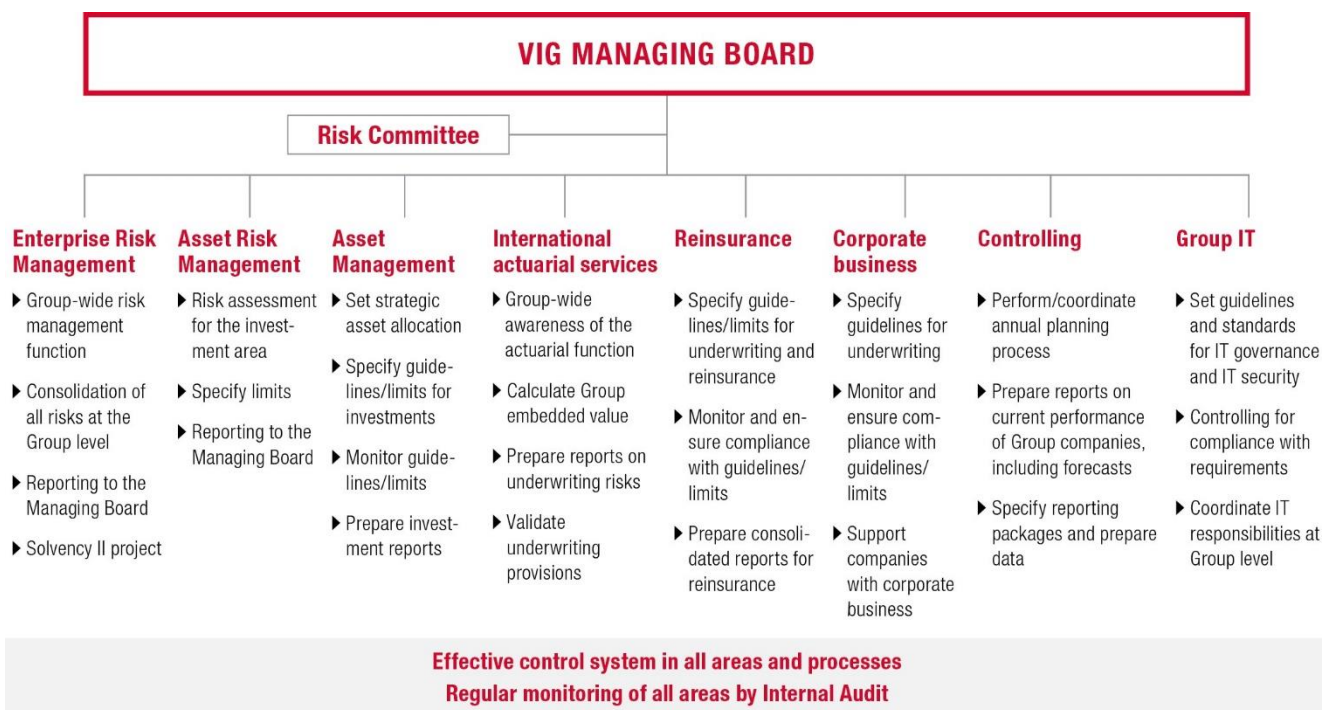 VIG MANAGING BOARD
Risk Committee
Enterprise Risk
Management
▶ Group-wide risk
management
function
▶ Consolidation of
all risks at the
Group level
▶ Reporting to the
Managing Board
▶ Solvency II project
Asset Risk
Management
▶ Risk assessment
for the invest-
ment area
▶ Specify limits
▶ Reporting to the
Managing Board
Asset
Management
▶ Set strategic
asset allocation
▶ Specify guide-
lines/limits for
investments
▶ Monitor guide-
lines/limits
▶ Prepare invest-
ment reports
International
actuarial services
▶ Group-wide
awareness of the
actuarial function
▶ Calculate Group
embedded value
▶ Prepare reports on
underwriting risks
▶ Validate
underwriting
provisions
Reinsurance
▶ Specify guide-
lines/limits for
underwriting and
reinsurance
▶ Monitor and en-
sure compliance
with guidelines/
limits
▶ Prepare consoli-
dated reports for
reinsurance
Corporate
business
▶ Specify
guidelines for
underwriting
▶ Monitor and
ensure com-
pliance with
guidelines/
limits
▶ Support
companies
with corporate
business
Controlling
▶ Perform/coordinate
annual planning
process
▶ Prepare reports on
current performance
of Group companies,
including forecasts
▶ Specify reporting
packages and prepare
data
Group IT
▶ Set guidelines
and standards
for IT governance
and IT security
▶ Controlling for
compliance with
requirements
▶ Coordinate IT
responsibilities at
Group level
Effective control system in all areas and processes
Regular monitoring of all areas by Internal Audit